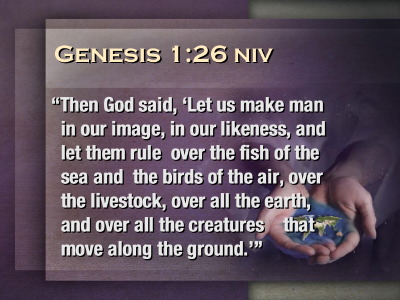 GENESIS 1:26 NIV
“Then God said, ‘Let us make man
in our image, in our likeness, and
let them rule over the fish of the
sea and the birds of the air, over
the livestock, over all the earth,
and over all the creatures that
move along the ground.’”